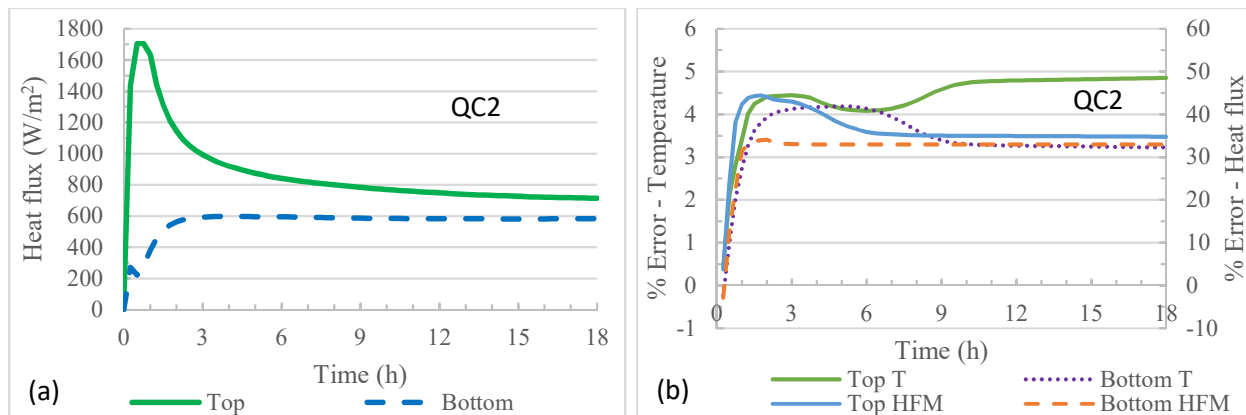 1800
1600
1400
1200
1000
800
600
400
200
0
Heat flux (W/m²)
QC2
0 3 6 9 12 15 18
Time (h)
(a)
Top Bottom
6
5
4
3
2
1
0
-1
% Error - Temperature
QC2
60
50
40
30
20
10
0
-10
% Error - Heat flux
0 3 6 9 12 15 18
Time (h)
(b)
Top T Bottom T
Top HFM Bottom HFM